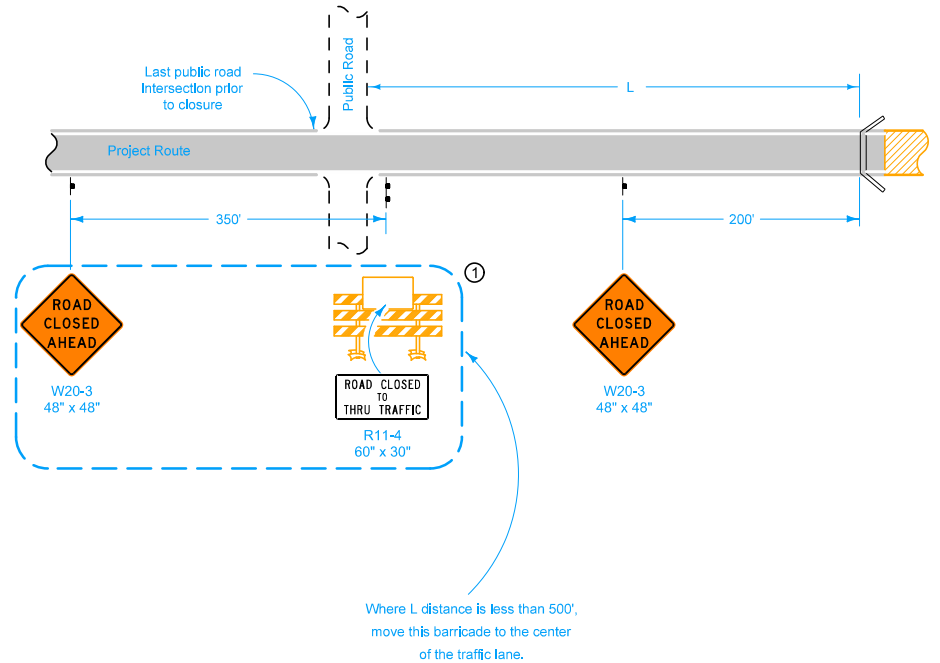 Public Road
Last public road
Intersection prior
to closure
L
Project Route
350'
200'
1
ROAD
CLOSED
AHEAD
W20-3
48" x 48"
ROAD CLOSED
TO
THRU TRAFFIC
R11-4
60" x 30"
ROAD
CLOSED
AHEAD
W20-3
48" x 48"
Where L distance is less than 500',
move this barricade to the center
of the traffic lane.